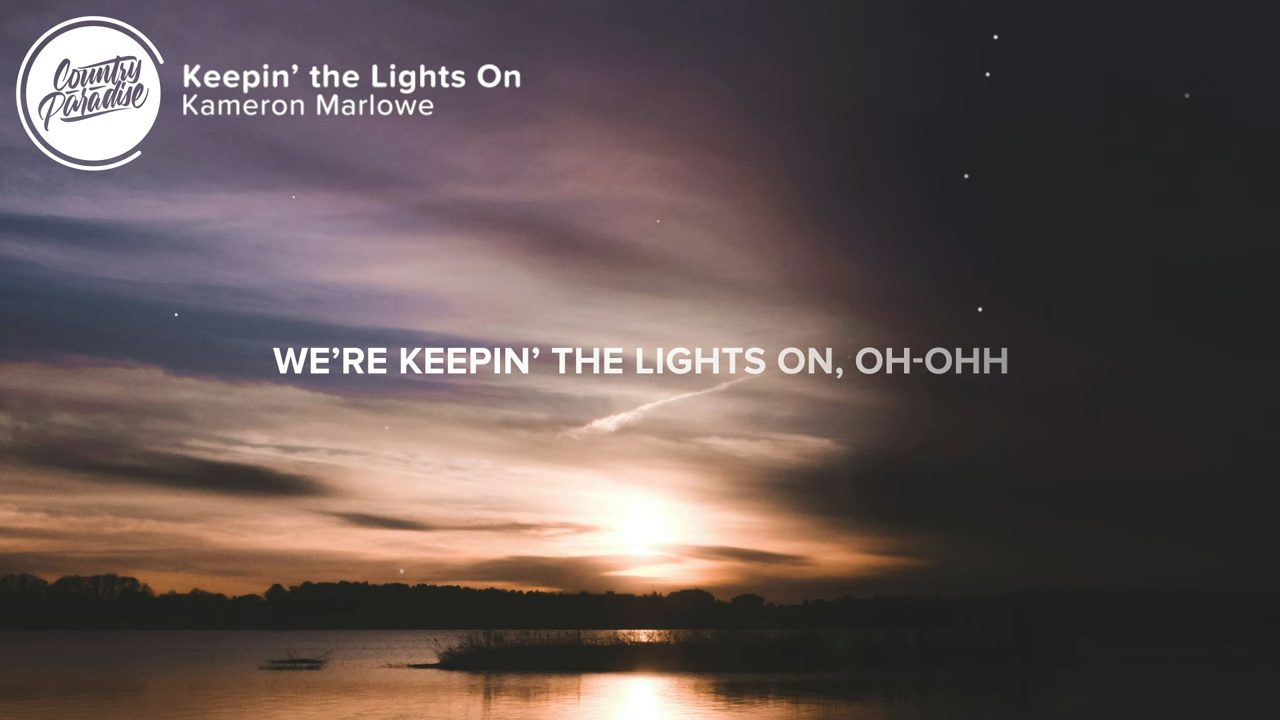 Country
Paradise
Keepin’ the Lights On
Kameron Marlowe
WE’RE KEEPIN’ THE LIGHTS ON, OH-OHH